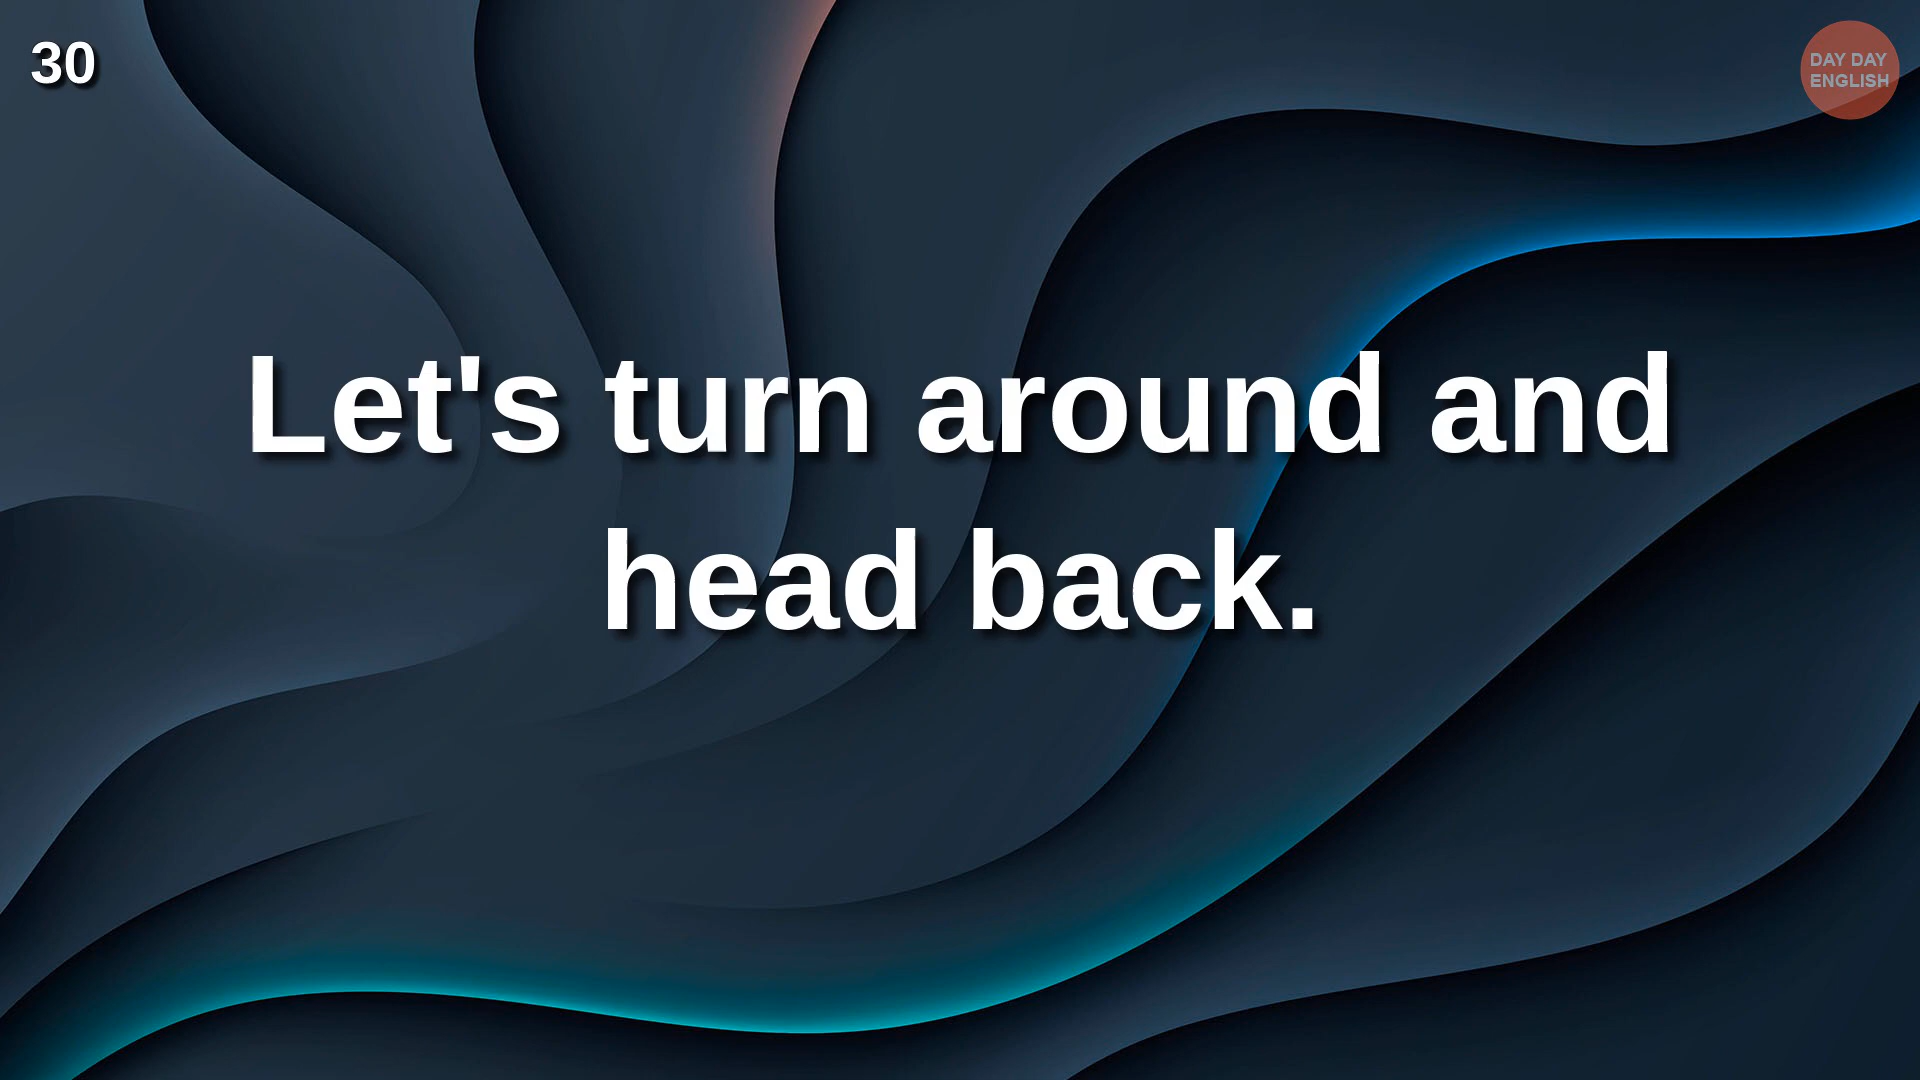 30
DAY DAY
ENGLISH
Let's turn around and
head back.